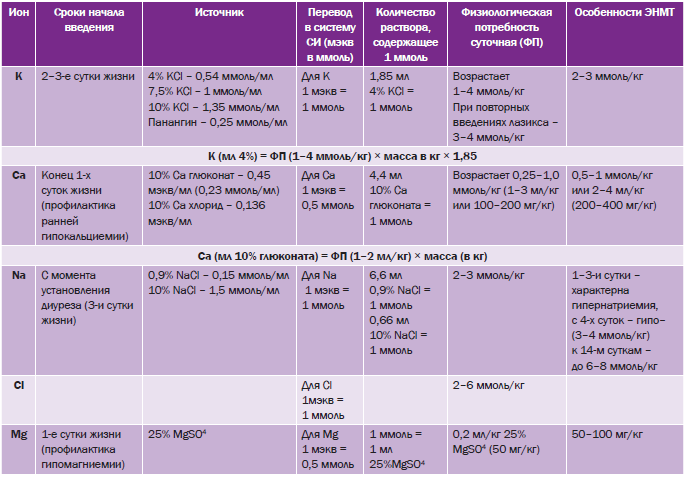 Ион
Сроки начала
введения
Источник
Перевод
в систему
СИ (мэкв
в ммоль)
Количество
раствора,
содержащее
1 ммоль
Физиологическая
потребность
суточная (ФП)
Особенности ЭНМТ
К
2–3-е сутки жизни
4% KCl – 0,54 ммоль/мл
7,5% KCl – 1 ммоль/мл
10% KCl – 1,35 ммоль/мл
Панангин – 0,25 ммоль/мл
Для К
1 мэкв =
1 ммоль
1,85 мл
4% KCl =
1 ммоль
Возрастает
1–4 ммоль/кг
При повторных
введениях лазикса –
3–4 ммоль/кг
2–3 ммоль/кг
К (мл 4%) = ФП (1–4 ммоль/кг) × масса в кг × 1,85
Ca
Конец 1-х
суток жизни
(профилактика
ранней
гипокальциемии)
10% Ca глюконат – 0,45
мэкв/мл (0,23 ммоль/мл)
10% Ca хлорид – 0,136
мэкв/мл
Для Ca
1 мэкв =
0,5 ммоль
4,4 мл
10% Ca
глюконата =
1 ммоль
Возрастает 0,25–1,0
ммоль/кг (1–3 мл/кг
или 100–200 мг/кг)
0,5–1 ммоль/кг
или 2–4 мл/кг
(200–400 мг/кг)
Ca (мл 10% глюконата) = ФП (1–2 мл/кг) × масса (в кг)
Na
С момента
установления
диуреза (3-и сутки
жизни)
0,9% NaCl – 0,15 ммоль/мл
10% NaCl – 1,5 ммоль/мл
Для Na
1 мэкв =
1 ммоль
6,6 мл
0,9% NaCl =
1 ммоль
0,66 мл
10% NaCl =
1 ммоль
2–3 ммоль/кг
1–3-и сутки –
характерна
гипернатриемия,
с 4-х суток – гипо–
(3–4 ммоль/кг)
к 14-м суткам –
до 6–8 ммоль/кг
Cl
Для Cl
1мэкв =
1 ммоль
2–6 ммоль/кг
Mg
1-е сутки жизни
(профилактика
гипомагниемии)
25% MgSO⁴
Для Mg
1 мэкв =
0,5 ммоль
1 ммоль =
1 мл
25%MgSO⁴
0,2 мл/кг 25%
MgSO⁴ (50 мг/кг)
50–100 мг/кг